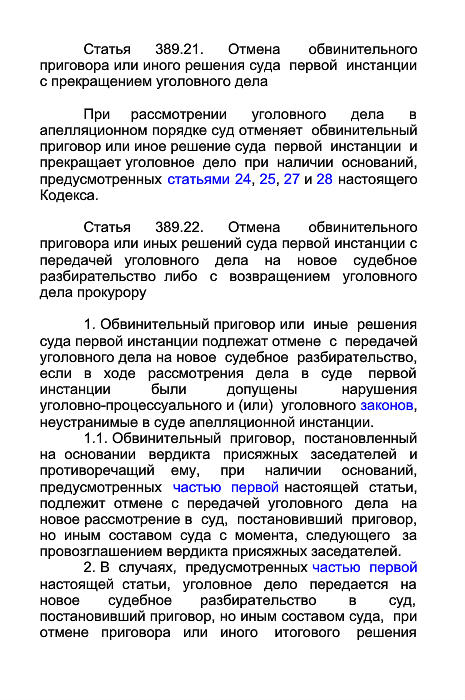 Статья 389.21. Отмена обвинительного
приговора или иного решения суда первой инстанции
с прекращением уголовного дела
При рассмотрении уголовного дела в
апелляционном порядке суд отменяет обвинительный
приговор или иное решение суда первой инстанции и
прекращает уголовное дело при наличии оснований,
предусмотренных статьями 24, 25, 27 и 28 настоящего
Кодекса.
Статья 389.22. Отмена обвинительного
приговора или иных решений суда первой инстанции с
передачей уголовного дела на новое судебное
разбирательство либо с возвращением уголовного
дела прокурору
1. Обвинительный приговор или иные решения
суда первой инстанции подлежат отмене с передачей
уголовного дела на новое судебное разбирательство,
если в ходе рассмотрения дела в суде первой
инстанции были допущены нарушения
уголовно-процессуального и (или) уголовного законов,
неустранимые в суде апелляционной инстанции.
1.1. Обвинительный приговор, постановленный
на основании вердикта присяжных заседателей и
противоречащий ему, при наличии оснований,
предусмотренных частью первой настоящей статьи,
подлежит отмене с передачей уголовного дела на
новое рассмотрение в суд, постановивший приговор,
но иным составом суда с момента, следующего за
провозглашением вердикта присяжных заседателей.
2. В случаях, предусмотренных частью первой
настоящей статьи, уголовное дело передается на
новое судебное разбирательство в суд,
постановивший приговор, но иным составом суда, при
отмене приговора или иного итогового решения